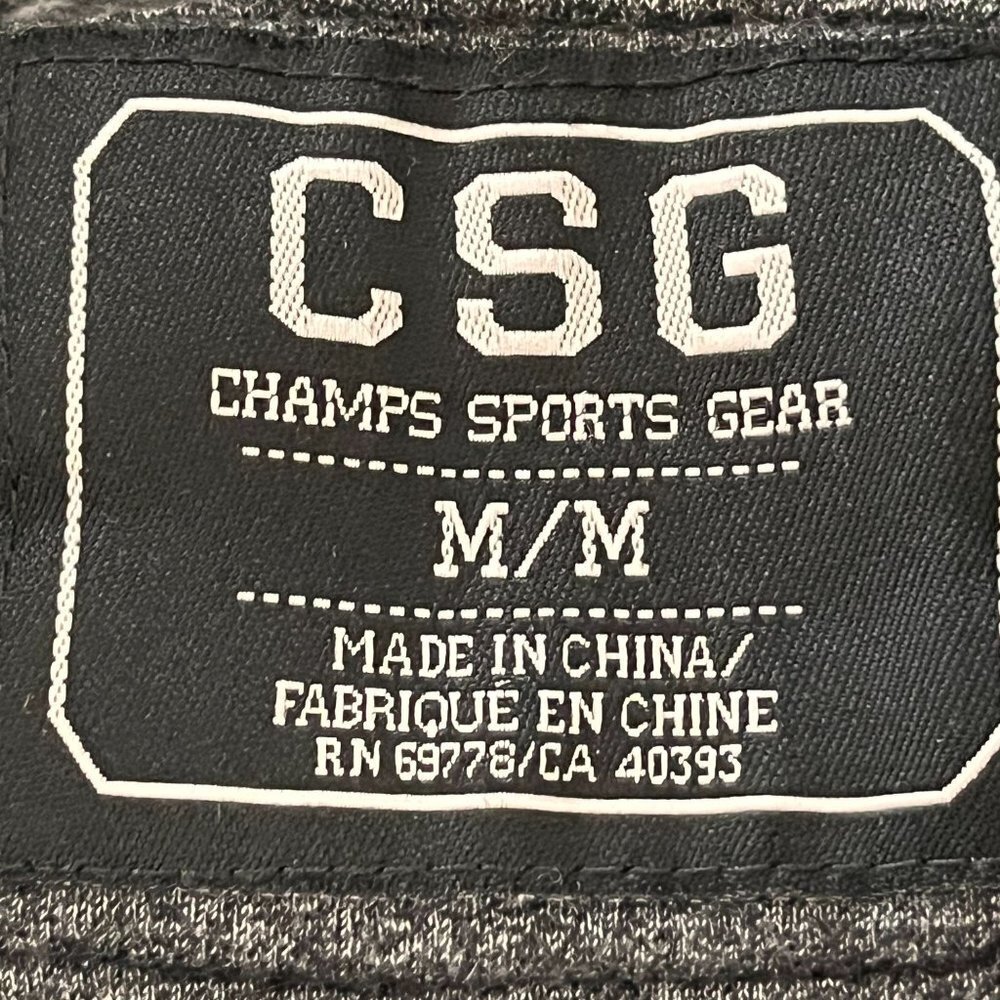 CSG
CHAMPS SPORTS GEAR
M/M
MADE IN CHINA/
FABRIQUÉ EN CHINE
RN 69778/CA 40393